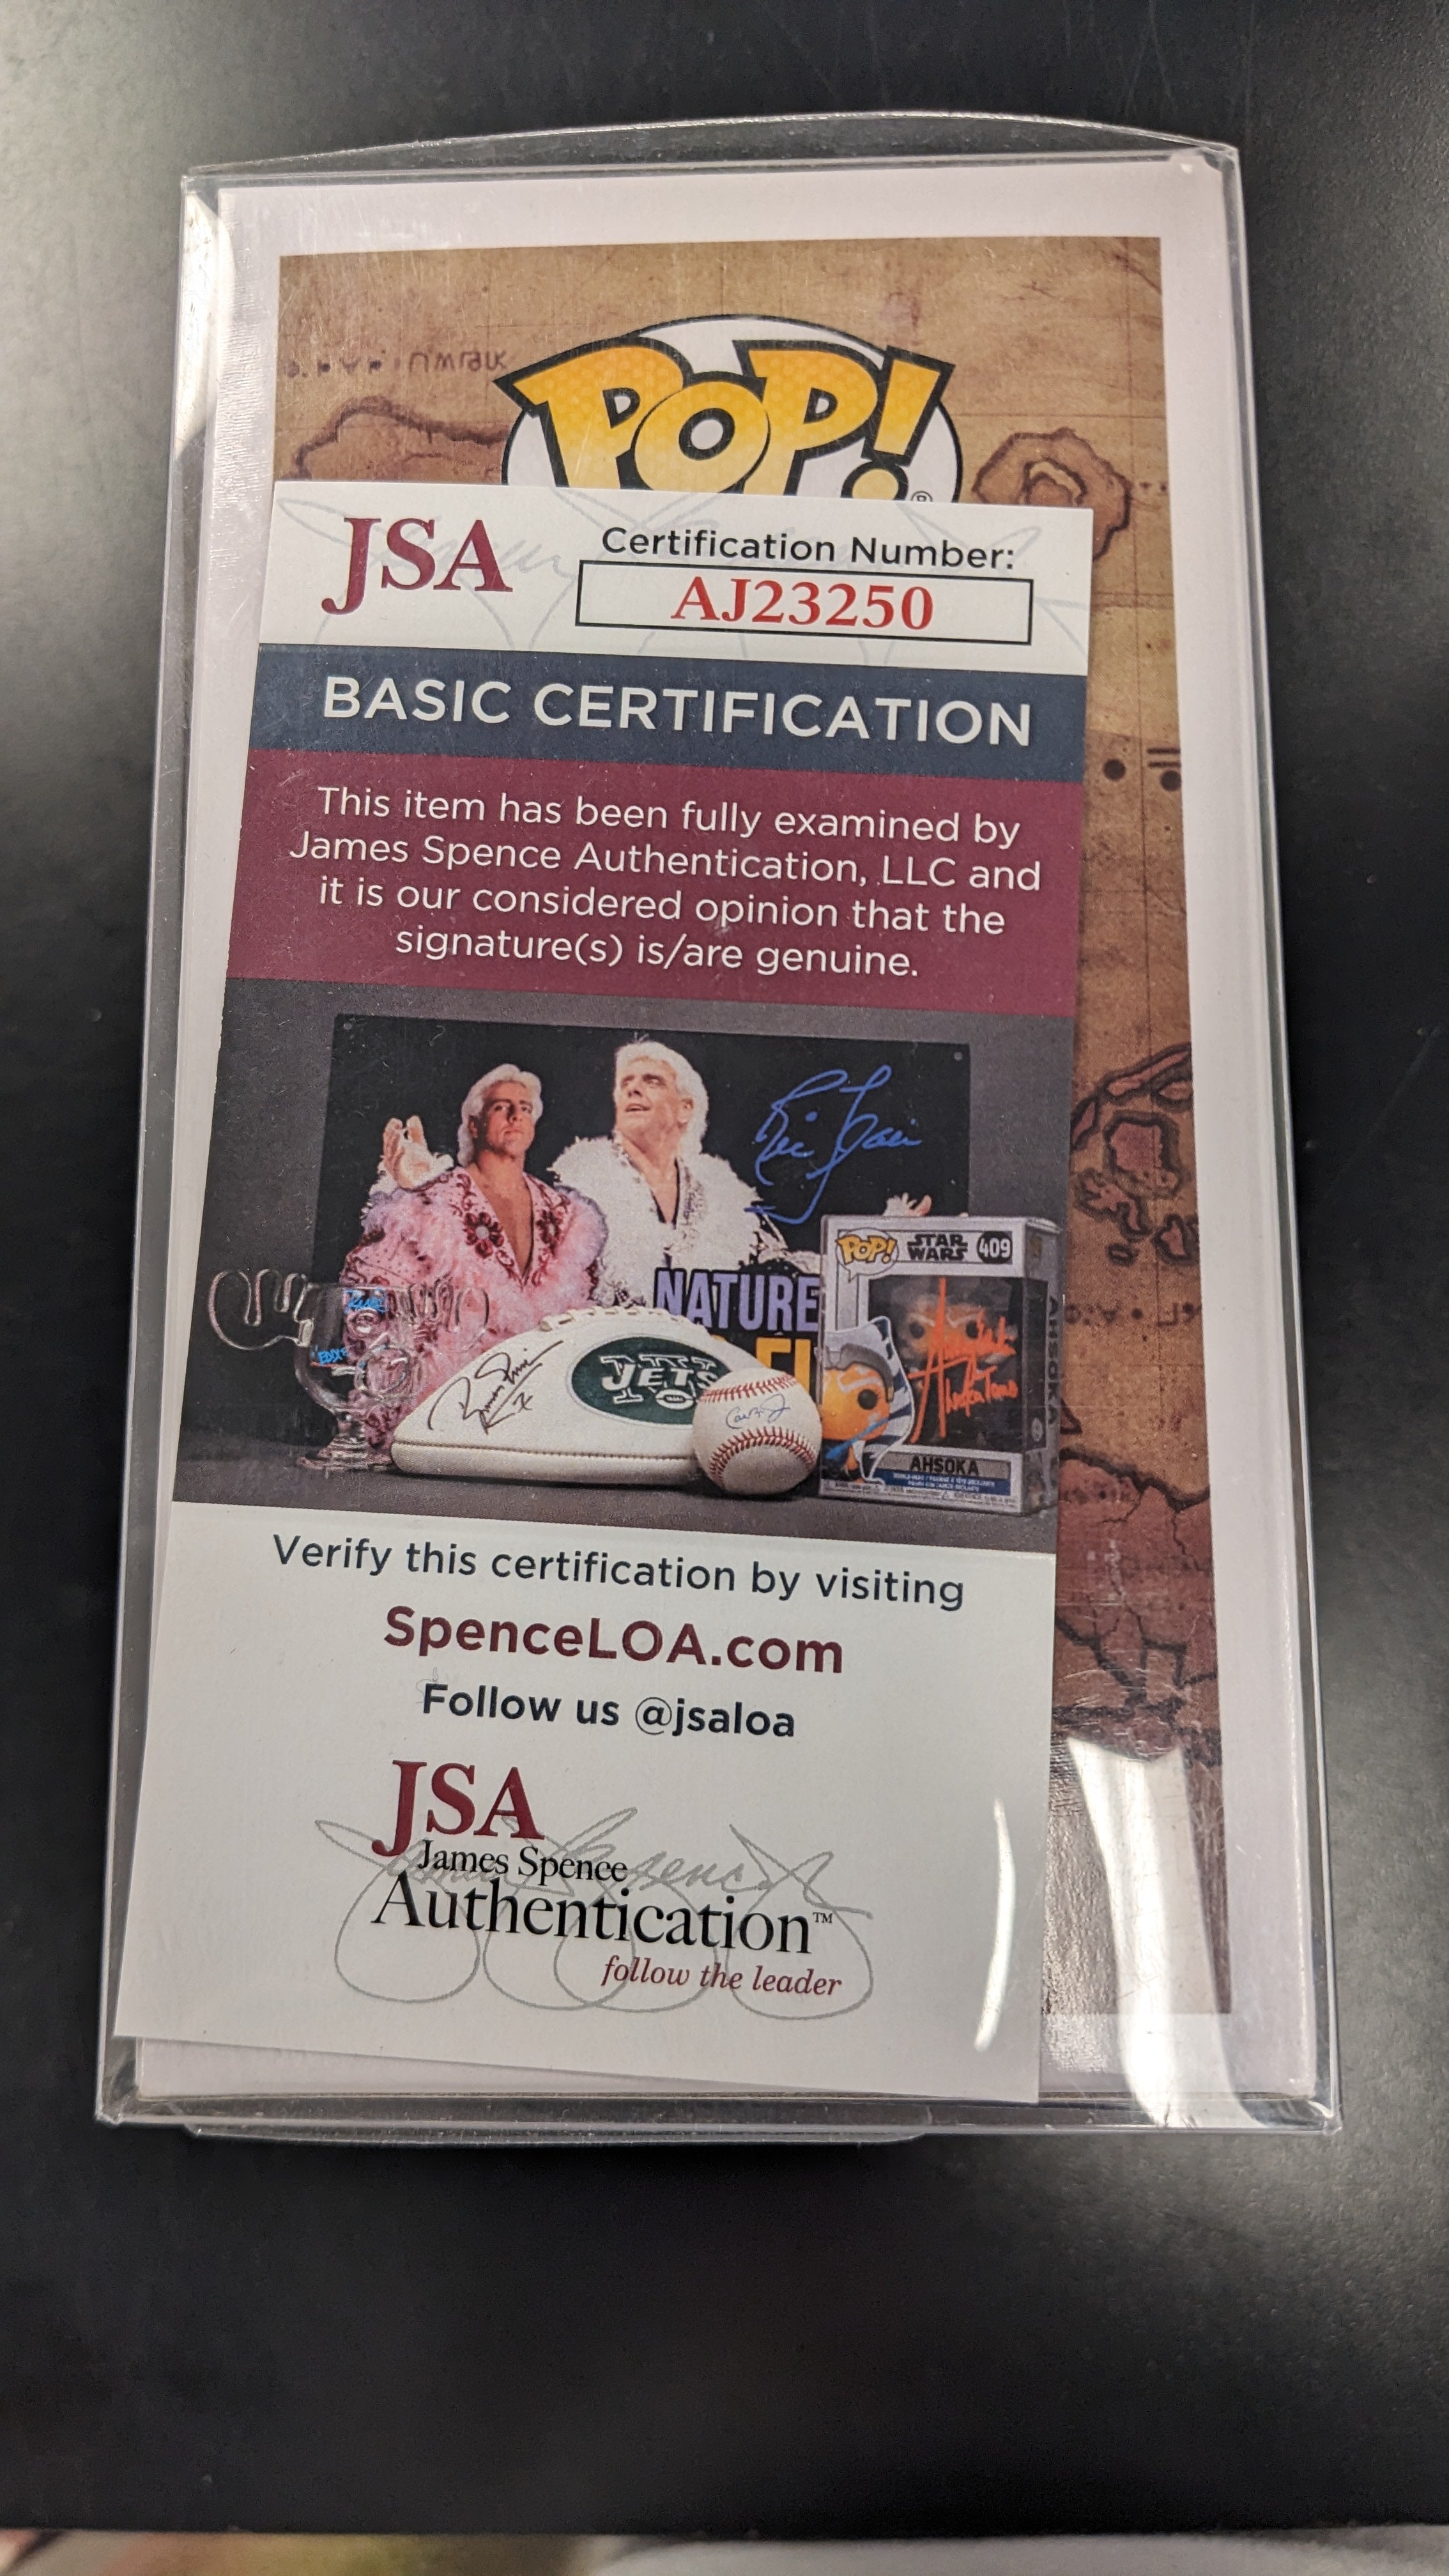 POP!
®
JSA
Certification Number:
AJ23250
BASIC CERTIFICATION
This item has been fully examined by
James Spence Authentication, LLC and
it is our considered opinion that the
signature(s) is/are genuine.
NATURE
POP! STAR WARS 409
JETS
AHSOKA
AHSOKA
Verify this certification by visiting
SpenceLOA.com
Follow us @jsaloa
JSA
James Spence
Authentication™
follow the leader